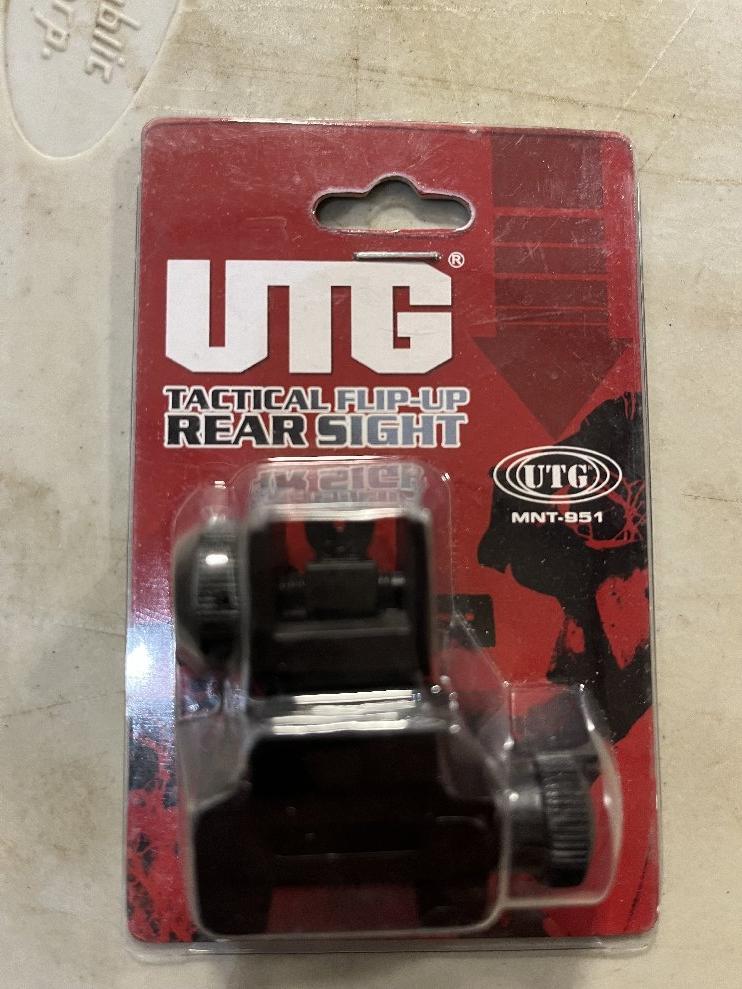 UTG®
TACTICAL FLIP-UP
REAR SIGHT
UTG
MNT-951